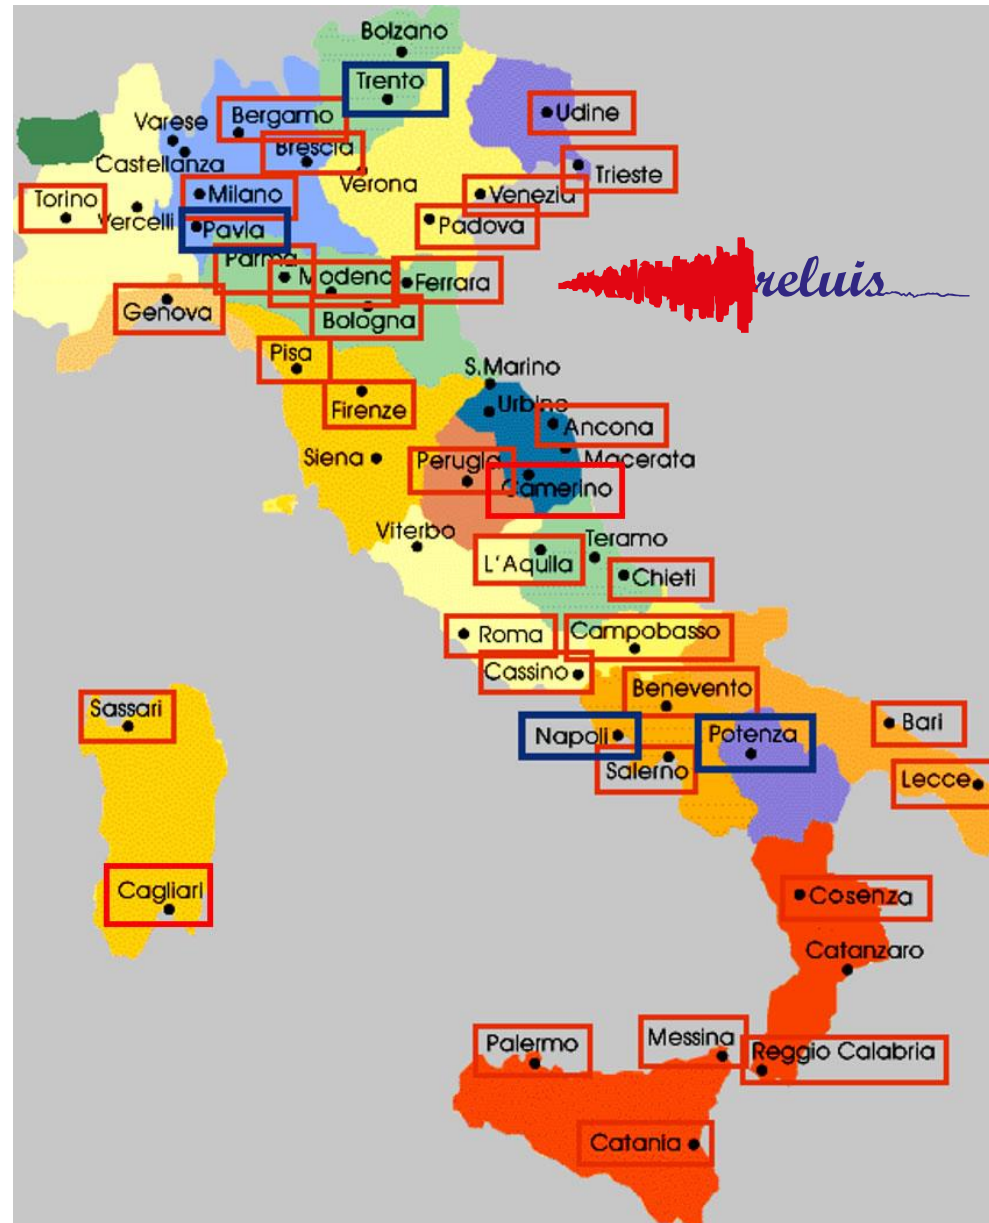 Bolzano
Trento
Bergamo
Udine
Varese
Brescia
Castellanza
Trieste
Verona
Torino
Milano
Venezia
Vercelli
Pavia
Padova
Parma
Modena
Ferrara
reluis
Genova
Bologna
Pisa
S.Marino
Firenze
Urbino
Ancona
Siena
Perugia
Macerata
Camerino
Viterbo
Teramo
L'Aquila
Chieti
Roma
Campobasso
Cassino
Benevento
Sassari
Bari
Napoli
Potenza
Salerno
Lecce
Cagliari
Cosenza
Catanzaro
Messina
Palermo
Reggio Calabria
Catania